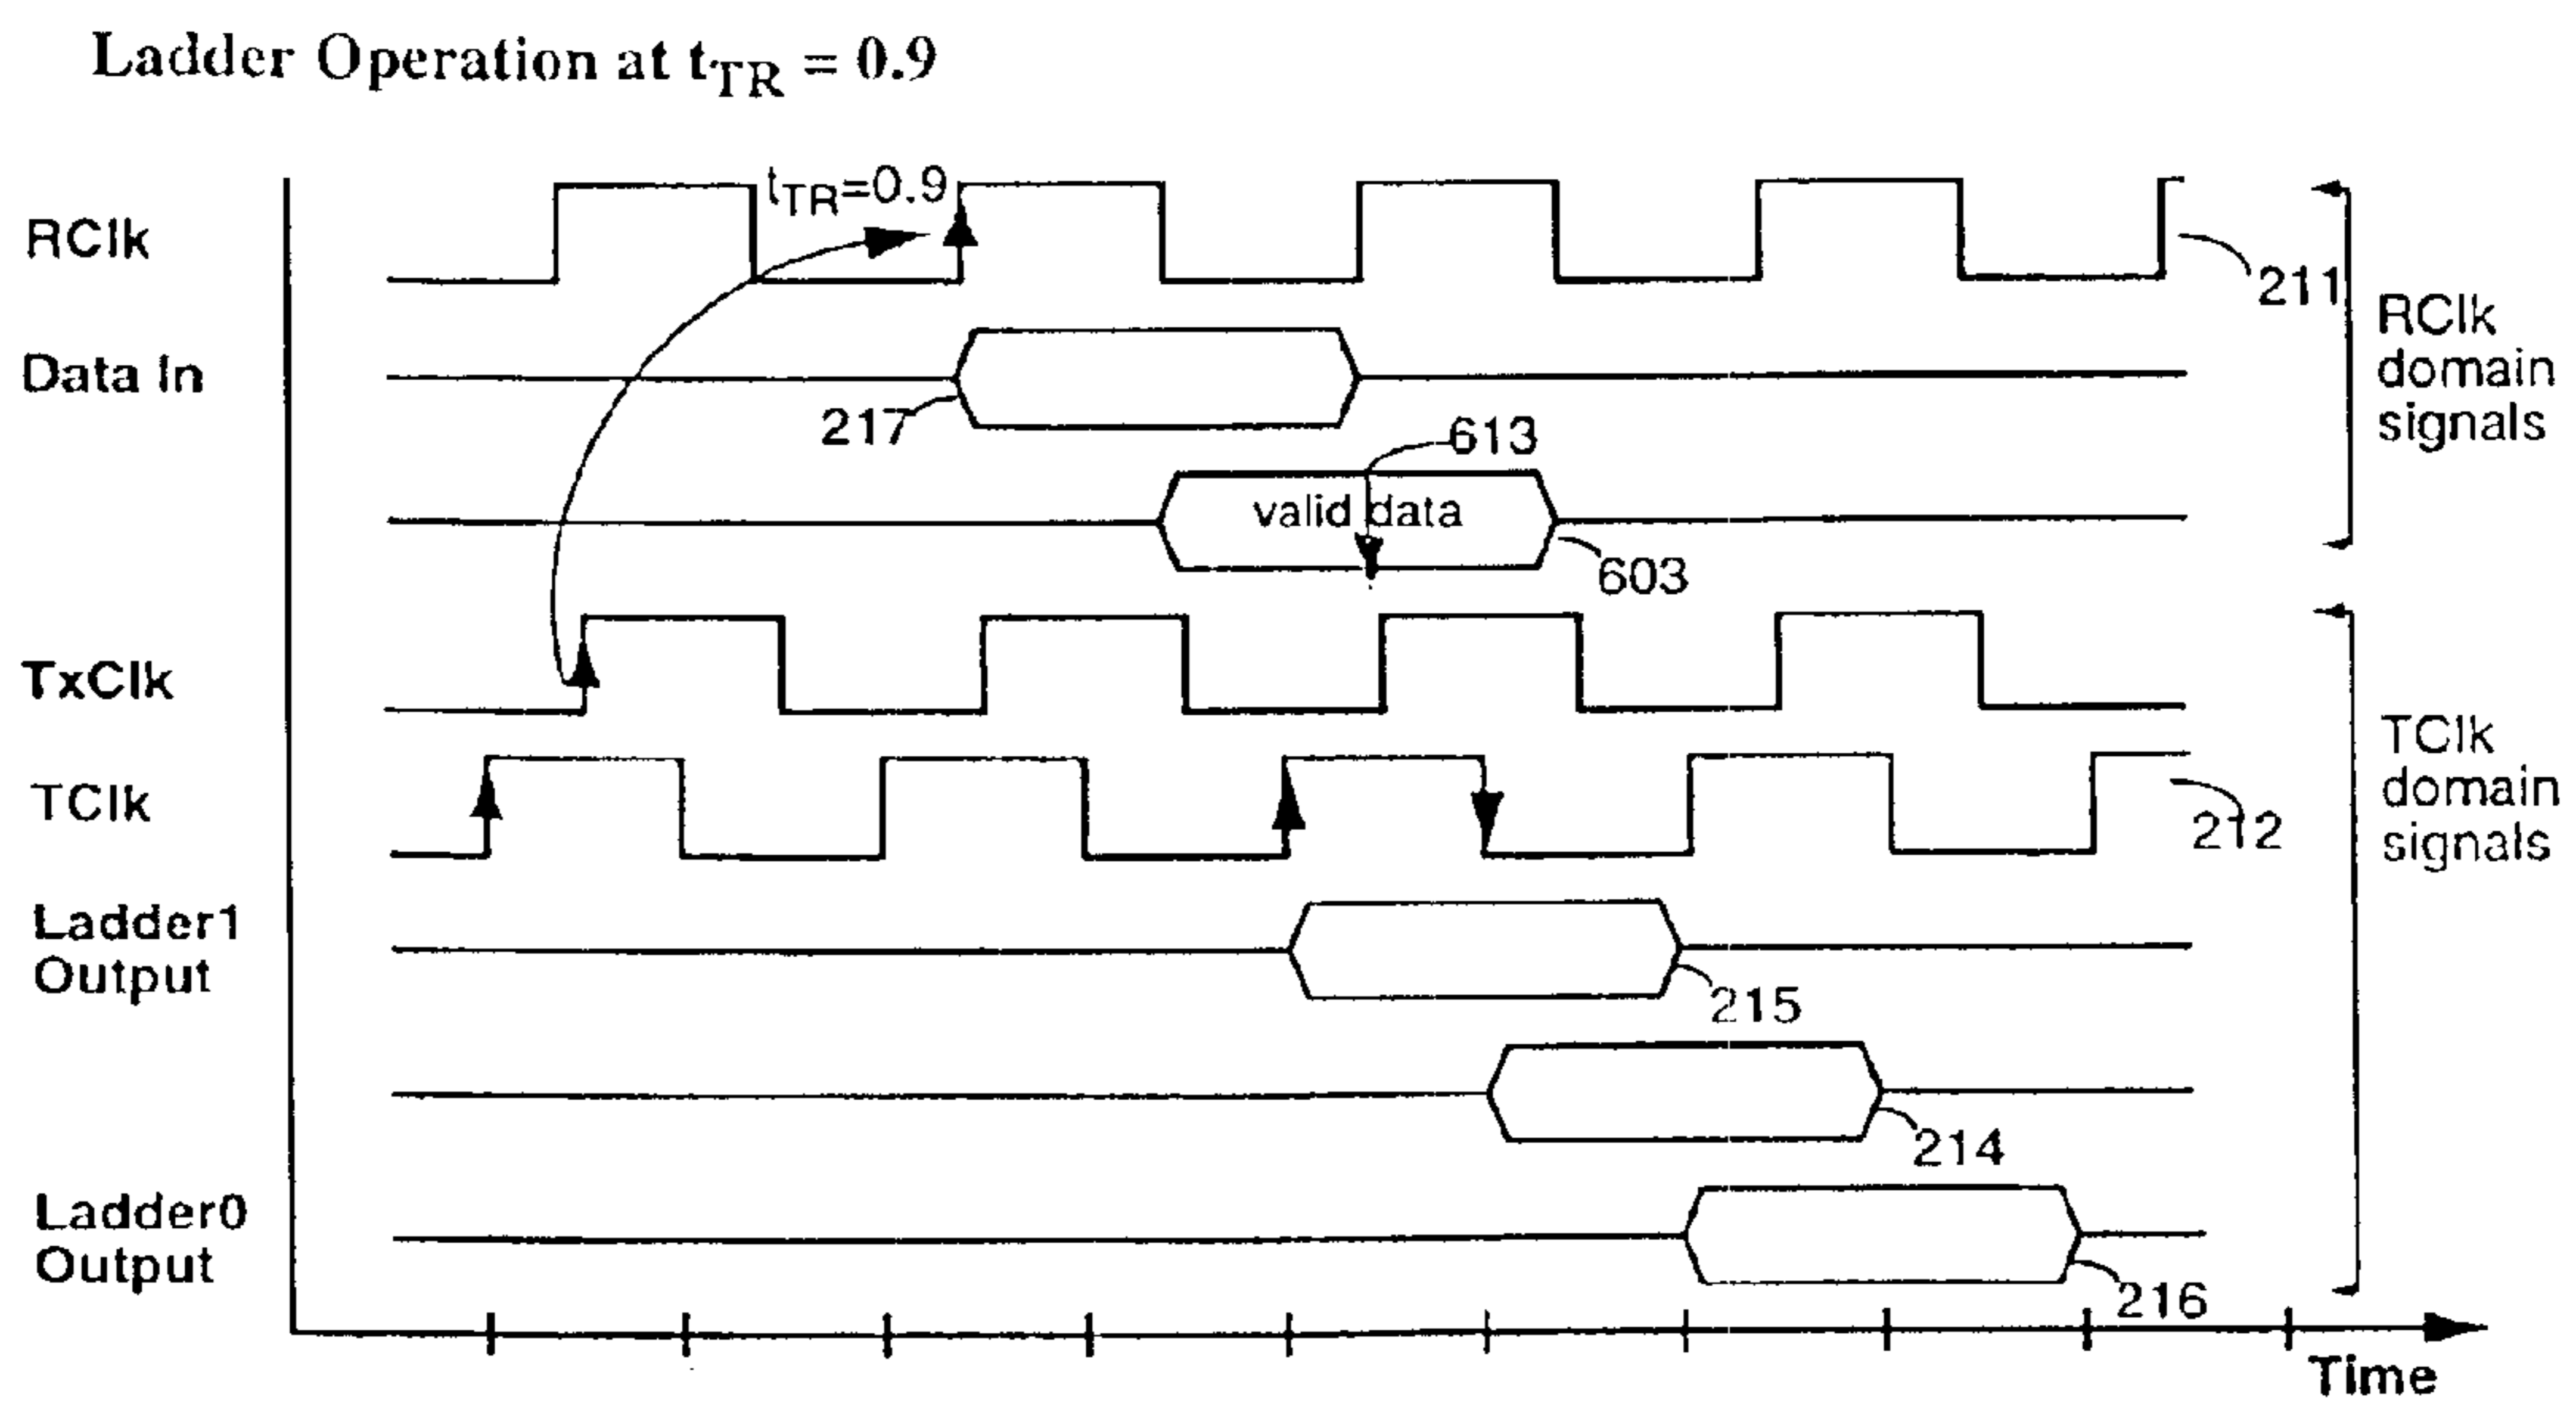 Ladder Operation at tTR = 0.9
tTR=0.9
RClk
211
RClk
domain
signals
Data In
217
613
valid data
603
TxClk
TClk
domain
signals
TClk
212
Ladder1
Output
215
214
Ladder0
Output
216
Time